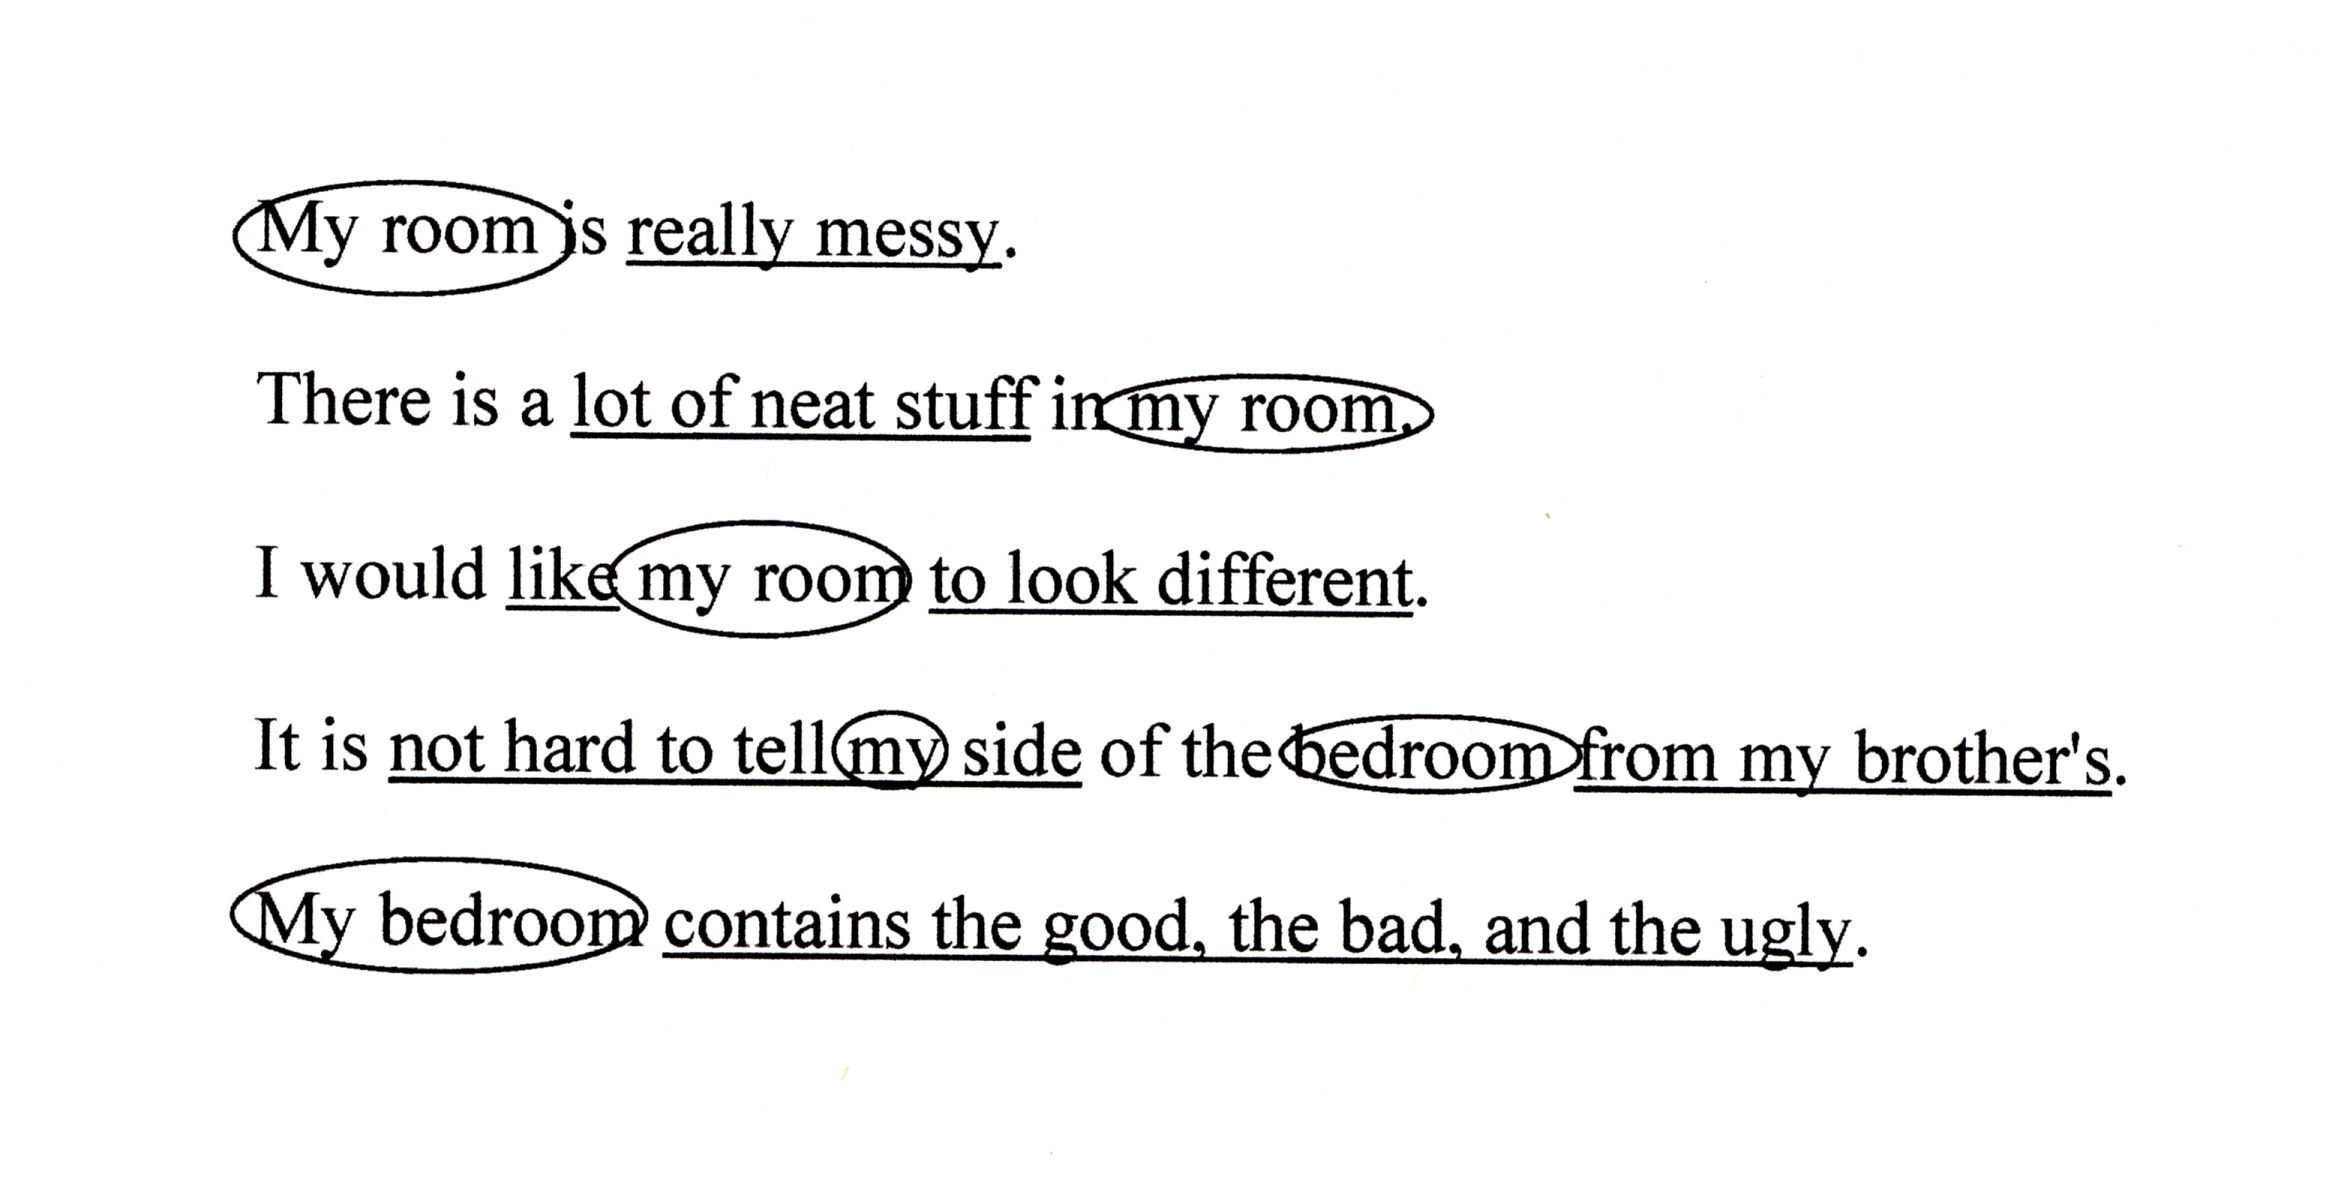 My room is really messy.
There is a lot of neat stuff in my room.
I would like my room to look different.
It is not hard to tell my side of the bedroom from my brother's.
My bedroom contains the good, the bad, and the ugly.